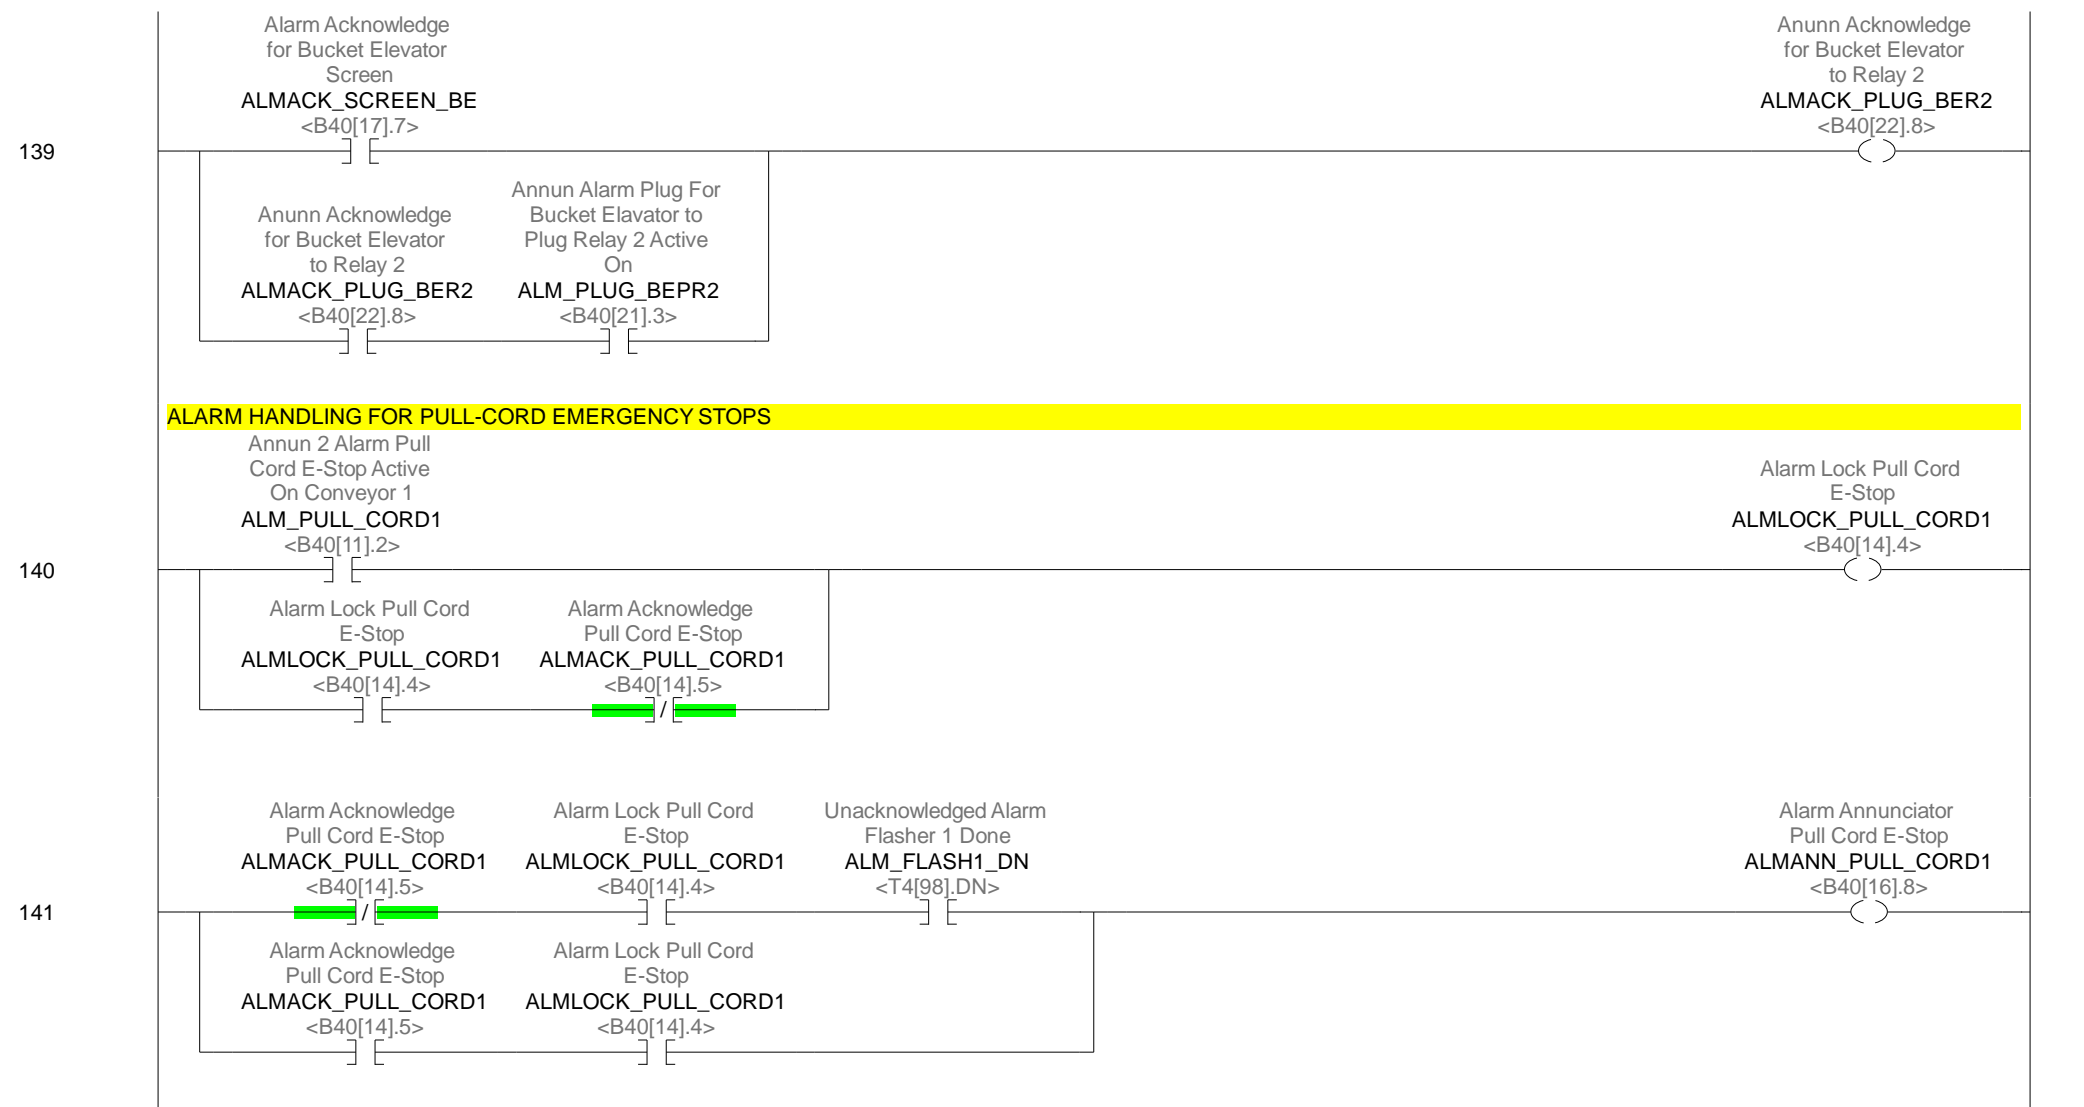 Alarm Acknowledge
for Bucket Elevator
Screen
ALMACK_SCREEN_BE
<B40[17].7>
Anunn Acknowledge
for Bucket Elevator
to Relay 2
ALMACK_PLUG_BER2
<B40[22].8>
139
Anunn Acknowledge
for Bucket Elevator
to Relay 2
ALMACK_PLUG_BER2
<B40[22].8>
Annun Alarm Plug For
Bucket Elavator to
Plug Relay 2 Active
On
ALM_PLUG_BEPR2
<B40[21].3>
ALARM HANDLING FOR PULL-CORD EMERGENCY STOPS
Annun 2 Alarm Pull
Cord E-Stop Active
On Conveyor 1
ALM_PULL_CORD1
<B40[11].2>
Alarm Lock Pull Cord
E-Stop
ALMLOCK_PULL_CORD1
<B40[14].4>
140
Alarm Lock Pull Cord
E-Stop
ALMLOCK_PULL_CORD1
<B40[14].4>
Alarm Acknowledge
Pull Cord E-Stop
ALMACK_PULL_CORD1
<B40[14].5>
/
Alarm Acknowledge
Pull Cord E-Stop
ALMACK_PULL_CORD1
<B40[14].5>
Alarm Lock Pull Cord
E-Stop
ALMLOCK_PULL_CORD1
<B40[14].4>
Unacknowledged Alarm
Flasher 1 Done
ALM_FLASH1_DN
<T4[98].DN>
Alarm Annunciator
Pull Cord E-Stop
ALMANN_PULL_CORD1
<B40[16].8>
141
/
Alarm Acknowledge
Pull Cord E-Stop
ALMACK_PULL_CORD1
<B40[14].5>
Alarm Lock Pull Cord
E-Stop
ALMLOCK_PULL_CORD1
<B40[14].4>